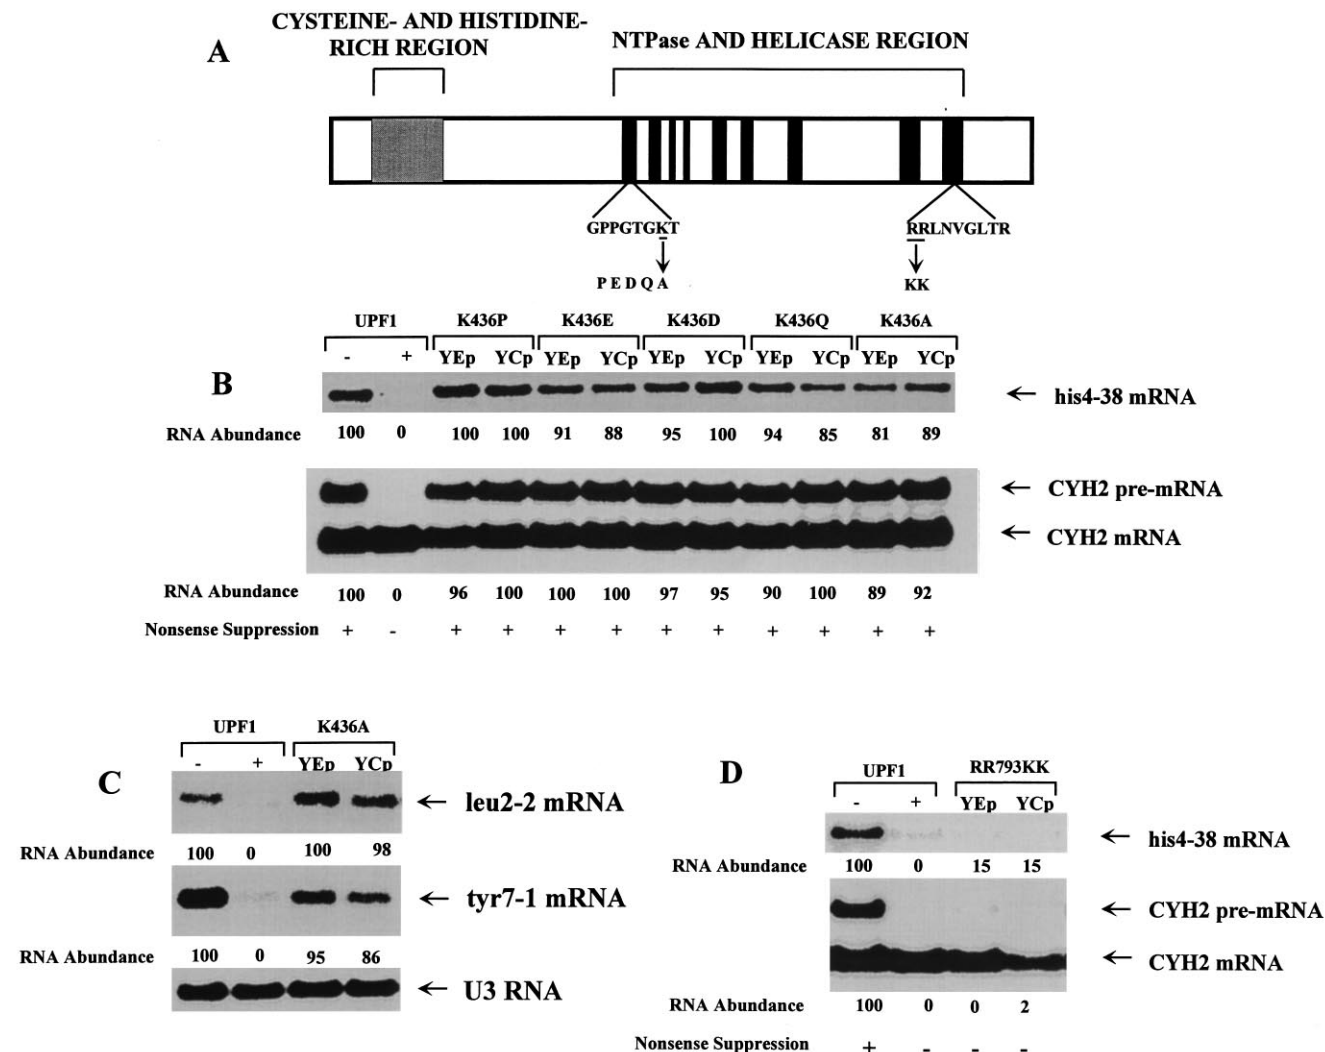 CYSTEINE- AND HISTIDINE-
RICH REGION
NTPase AND HELICASE REGION
A
GPPGTGKT
RRLNVGLTR
P E D Q A
KK
UPF1 K436P K436E K436D K436Q K436A
- + YEp YCp YEp YCp YEp YCp YEp YCp YEp YCp
B
his4-38 mRNA
RNA Abundance 100 0 100 100 91 88 95 100 94 85 81 89
CYH2 pre-mRNA
CYH2 mRNA
RNA Abundance 100 0 96 100 100 100 97 95 90 100 89 92
Nonsense Suppression + - + + + + + + + + + +
UPF1 K436A
- + YEp YCp
C
leu2-2 mRNA
RNA Abundance 100 0 100 98
tyr7-1 mRNA
RNA Abundance 100 0 95 86
U3 RNA
D
UPF1 RR793KK
- + YEp YCp
his4-38 mRNA
RNA Abundance 100 0 15 15
CYH2 pre-mRNA
CYH2 mRNA
RNA Abundance 100 0 0 2
Nonsense Suppression + - - -